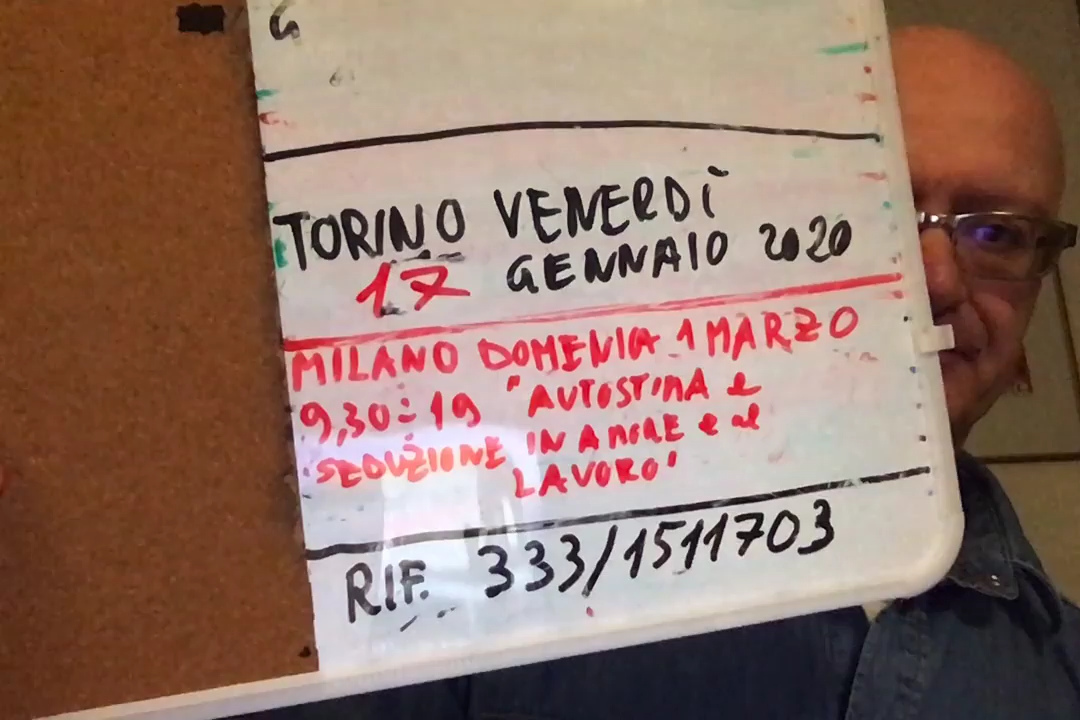 G
TORINO VENERDÌ
17 GENNAIO 2020
MILANO DOMENICA 1 MARZO
9,30-19 "AUTOSTIMA e
SEDUZIONE IN AMORE e al
LAVORO"
RIF. 333/1511703